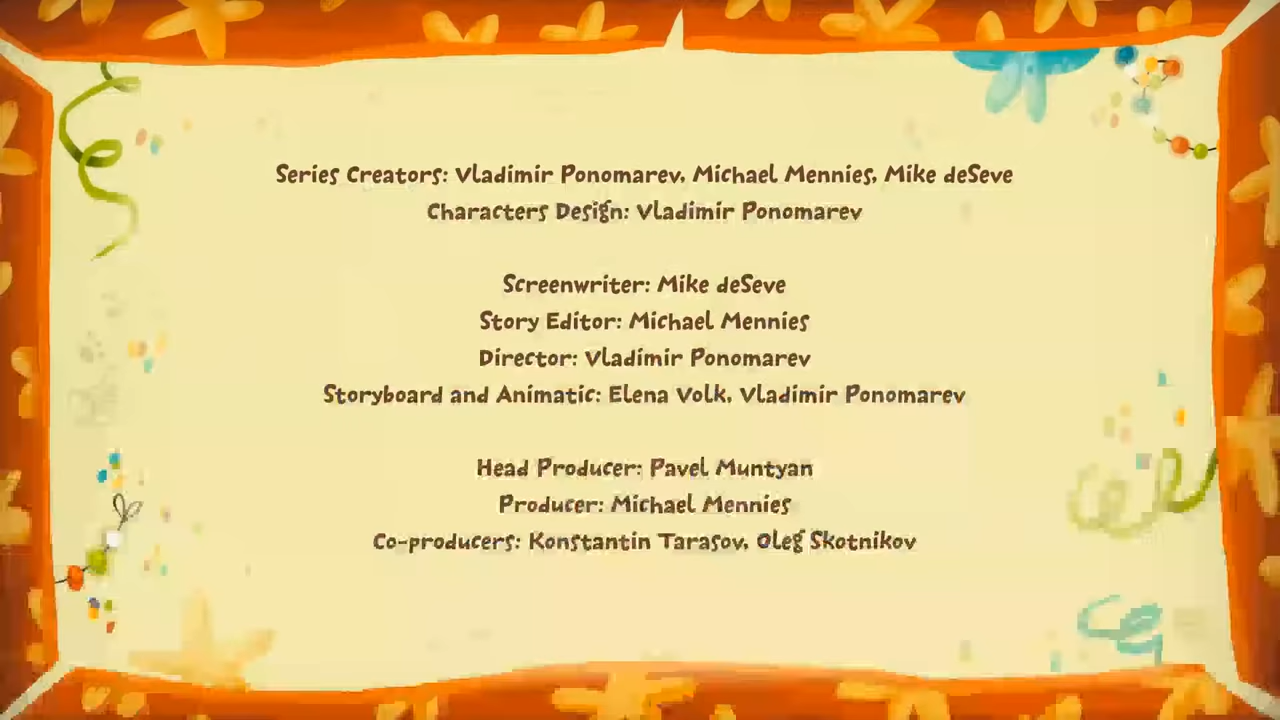 Series Creators: Vladimir Ponomarev, Michael Mennies, Mike deSeve
Characters Design: Vladimir Ponomarev
Screenwriter: Mike deSeve
Story Editor: Michael Mennies
Director: Vladimir Ponomarev
Storyboard and Animatic: Elena Volk, Vladimir Ponomarev
Head Producer: Pavel Muntyan
Producer: Michael Mennies
Co-producers: Konstantin Tarasov, Oleg Skotnikov